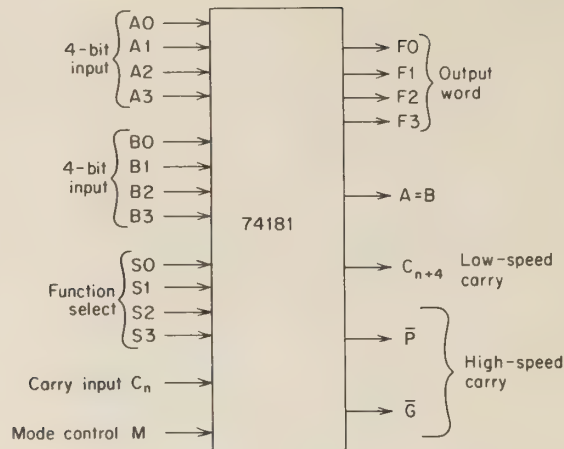 4-bit
input
A0
A1
A2
A3
4-bit
input
B0
B1
B2
B3
Function
select
S0
S1
S2
S3
Carry input Cn
Mode control M
74181
F0
F1
F2
F3
Output
word
A=B
Cn+4
Low-speed
carry
P̅
G̅
High-speed
carry